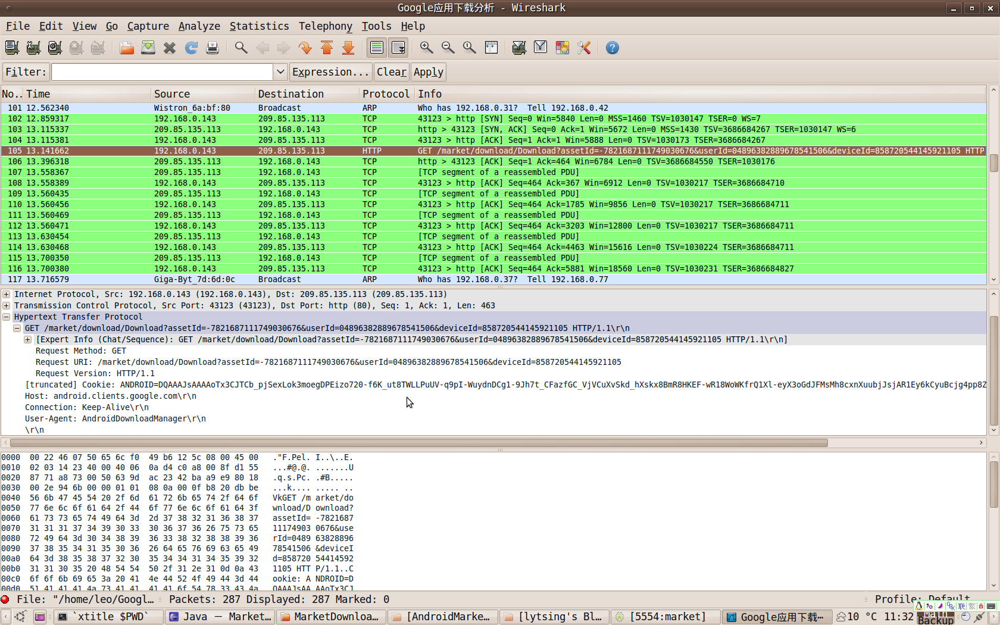 Google应用下载分析 - Wireshark
File Edit View Go Capture Analyze Statistics Telephony Tools Help
Filter: Expression... Clear Apply
No.. Time Source Destination Protocol Info
101 12.562340 Wistron_6a:bf:80 Broadcast ARP Who has 192.168.0.31? Tell 192.168.0.42
102 12.859317 192.168.0.143 209.85.135.113 TCP 43123 > http [SYN] Seq=0 Win=5840 Len=0 MSS=1460 TSV=1030147 TSER=0 WS=7
103 13.115337 209.85.135.113 192.168.0.143 TCP http > 43123 [SYN, ACK] Seq=0 Ack=1 Win=5672 Len=0 MSS=1430 TSV=3686684267 TSER=1030147 WS=6
104 13.115381 192.168.0.143 209.85.135.113 TCP 43123 > http [ACK] Seq=1 Ack=1 Win=5888 Len=0 TSV=1030173 TSER=3686684267
105 13.141662 192.168.0.143 209.85.135.113 HTTP GET /market/download/Download?assetId=-7821687111749030676&userId=04896382889678541506&deviceId=858720544145921105 HTTP
106 13.396318 209.85.135.113 192.168.0.143 TCP http > 43123 [ACK] Seq=1 Ack=464 Win=6784 Len=0 TSV=3686684550 TSER=1030176
107 13.558367 209.85.135.113 192.168.0.143 TCP [TCP segment of a reassembled PDU]
108 13.558389 192.168.0.143 209.85.135.113 TCP 43123 > http [ACK] Seq=464 Ack=367 Win=6912 Len=0 TSV=1030217 TSER=3686684710
109 13.560435 209.85.135.113 192.168.0.143 TCP [TCP segment of a reassembled PDU]
110 13.560456 192.168.0.143 209.85.135.113 TCP 43123 > http [ACK] Seq=464 Ack=1785 Win=9856 Len=0 TSV=1030217 TSER=3686684711
111 13.560469 209.85.135.113 192.168.0.143 TCP [TCP segment of a reassembled PDU]
112 13.560471 192.168.0.143 209.85.135.113 TCP 43123 > http [ACK] Seq=464 Ack=3203 Win=12800 Len=0 TSV=1030217 TSER=3686684711
113 13.630454 209.85.135.113 192.168.0.143 TCP [TCP segment of a reassembled PDU]
114 13.630468 192.168.0.143 209.85.135.113 TCP 43123 > http [ACK] Seq=464 Ack=4463 Win=15616 Len=0 TSV=1030224 TSER=3686684711
115 13.700350 209.85.135.113 192.168.0.143 TCP [TCP segment of a reassembled PDU]
116 13.700380 192.168.0.143 209.85.135.113 TCP 43123 > http [ACK] Seq=464 Ack=5881 Win=18560 Len=0 TSV=1030231 TSER=3686684827
117 13.716579 Giga-Byt_7d:6d:0c Broadcast ARP Who has 192.168.0.37? Tell 192.168.0.77
Internet Protocol, Src: 192.168.0.143 (192.168.0.143), Dst: 209.85.135.113 (209.85.135.113)
Transmission Control Protocol, Src Port: 43123 (43123), Dst Port: http (80), Seq: 1, Ack: 1, Len: 463
Hypertext Transfer Protocol
GET /market/download/Download?assetId=-7821687111749030676&userId=04896382889678541506&deviceId=858720544145921105 HTTP/1.1\r\n
[Expert Info (Chat/Sequence): GET /market/download/Download?assetId=-7821687111749030676&userId=04896382889678541506&deviceId=858720544145921105 HTTP/1.1\r\n]
Request Method: GET
Request URI: /market/download/Download?assetId=-7821687111749030676&userId=04896382889678541506&deviceId=858720544145921105
Request Version: HTTP/1.1
[truncated] Cookie: ANDROID=DQAAAJsAAAAoTx3CJTCb_pjSexLok3moegDPEizo720-f6K_ut8TWLLPuUV-q9pI-WuydnDCg1-9Jh7t_CFazfGC_VjVCuXvSkd_hXskx8BmR8HKEF-wR18WoWKfrQ1Xl-eyX3oGdJFMsMh8cxnXuubjJsjAR1Ey6kCyuBcjg4pp8Z
Host: android.clients.google.com\r\n
Connection: Keep-Alive\r\n
User-Agent: AndroidDownloadManager\r\n
\r\n
0000 00 22 46 07 50 65 6c f0 49 b6 12 5c 08 00 45 00 ."F.Pel. I..\..E.
0010 02 03 14 23 40 00 40 06 0a d4 c0 a8 00 8f d1 55 ...#@.@. .......U
0020 87 71 a8 73 00 50 63 9d ac 23 42 ba a9 e9 80 18 .q.s.Pc. .#B.....
0030 00 2e 94 6b 00 00 01 01 08 0a 00 0f b8 20 db be ...k.... ..... ..
0040 56 6b 47 45 54 20 2f 6d 61 72 6b 65 74 2f 64 6f VkGET /m arket/do
0050 77 6e 6c 6f 61 64 2f 44 6f 77 6e 6c 6f 61 64 3f wnload/D ownload?
0060 61 73 73 65 74 49 64 3d 2d 37 38 32 31 36 38 37 assetId= -7821687
0070 31 31 31 37 34 39 30 33 30 36 37 36 26 75 73 65 11174903 0676&use
0080 72 49 64 3d 30 34 38 39 36 33 38 32 38 38 39 36 rId=0489 63828896
0090 37 38 35 34 31 35 30 36 26 64 65 76 69 63 65 49 78541506 &deviceI
00a0 64 3d 38 35 38 37 32 30 35 34 34 31 34 35 39 32 d=858720 54414592
00b0 31 31 30 35 20 48 54 54 50 2f 31 2e 31 0d 0a 43 1105 HTT P/1.1..C
00c0 6f 6f 6b 69 65 3a 20 41 4e 44 52 4f 49 44 3d 44 ookie: A NDROID=D
00d0 51 41 41 41 4a 73 41 41 41 41 6f 54 78 33 43 4a QAAAJsAA AAoTx3CJ
File: "/home/leo/Googl... Packets: 287 Displayed: 287 Marked: 0 Profile: Default
`xtitle $PWD` Java — Market... MarketDownloa... [AndroidMarke... [lytsing's Bl... [5554:market] Google应用下载... 10 °C 11:32 Main Backup